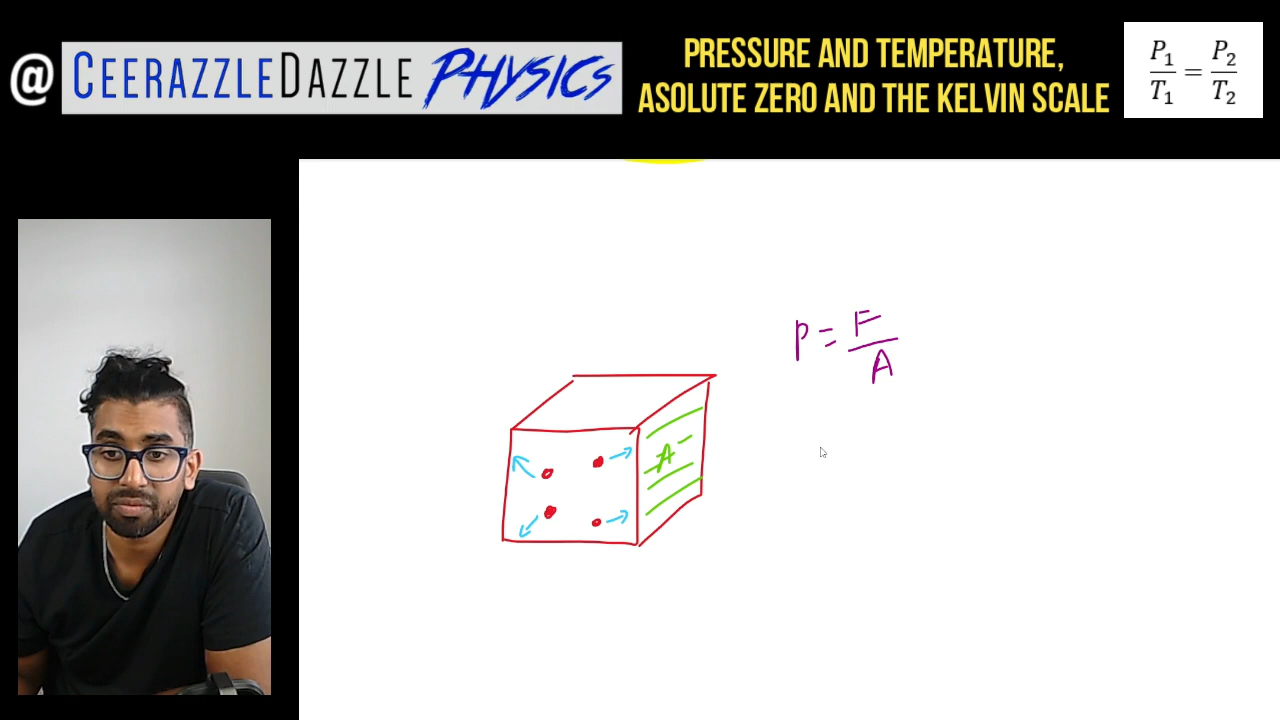 @ CEERAZZLEDAZZLE PHYSICS
PRESSURE AND TEMPERATURE,
ASOLUTE ZERO AND THE KELVIN SCALE
P₁/T₁ = P₂/T₂
P = F/A
A